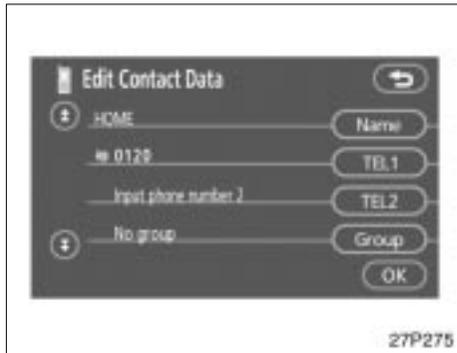 Edit Contact Data
HOME Name
0120 TEL1
Input phone number 2 TEL2
No group Group
OK
27P275